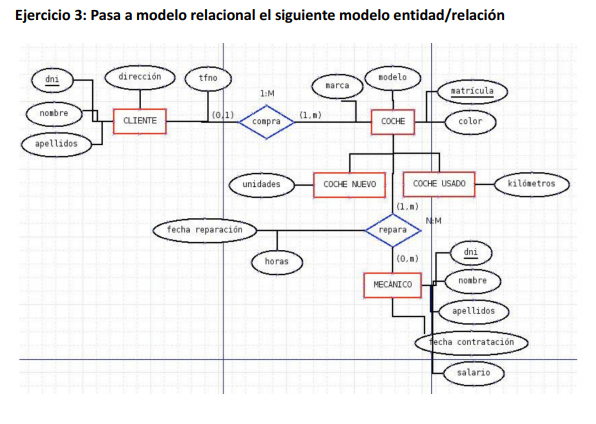 Ejercicio 3: Pasa a modelo relacional el siguiente modelo entidad/relación
dni
dirección
tfno
nombre
apellidos
CLIENTE
(0,1)
1:M
compra
(1,m)
marca
modelo
matrícula
COCHE
color
unidades
COCHE NUEVO
COCHE USADO
kilómetros
(1,m)
N:M
fecha reparación
repara
horas
(0,m)
MECÁNICO
dni
nombre
apellidos
fecha contratación
salario